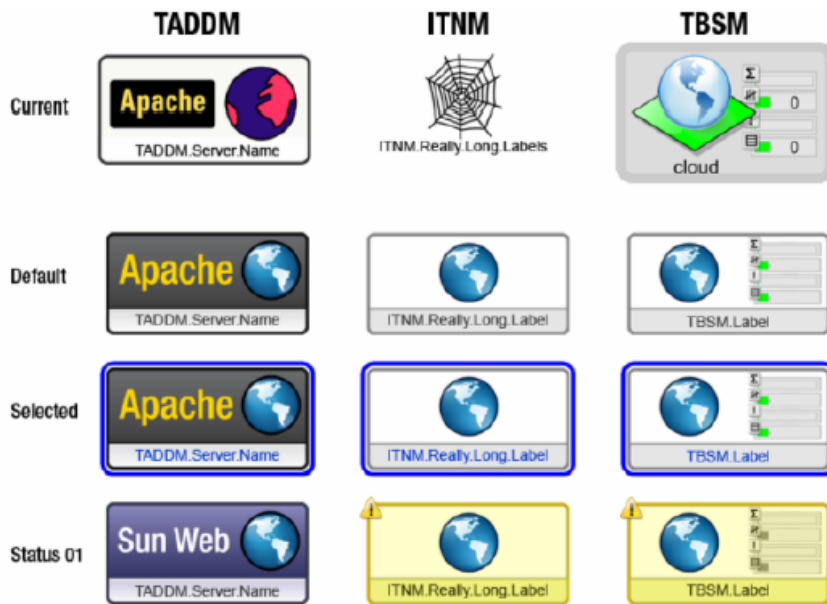 TADDM ITNM TBSM
Current
Apache
TADDM.Server.Name
ITNM.Really.Long.Labels
Σ
0
0
cloud
Default
Apache
TADDM.Server.Name
ITNM.Really.Long.Label
Σ
TBSM.Label
Selected
Apache
TADDM.Server.Name
ITNM.Really.Long.Label
Σ
TBSM.Label
Status 01
Sun Web
TADDM.Server.Name
!
ITNM.Really.Long.Label
!
Σ
TBSM.Label